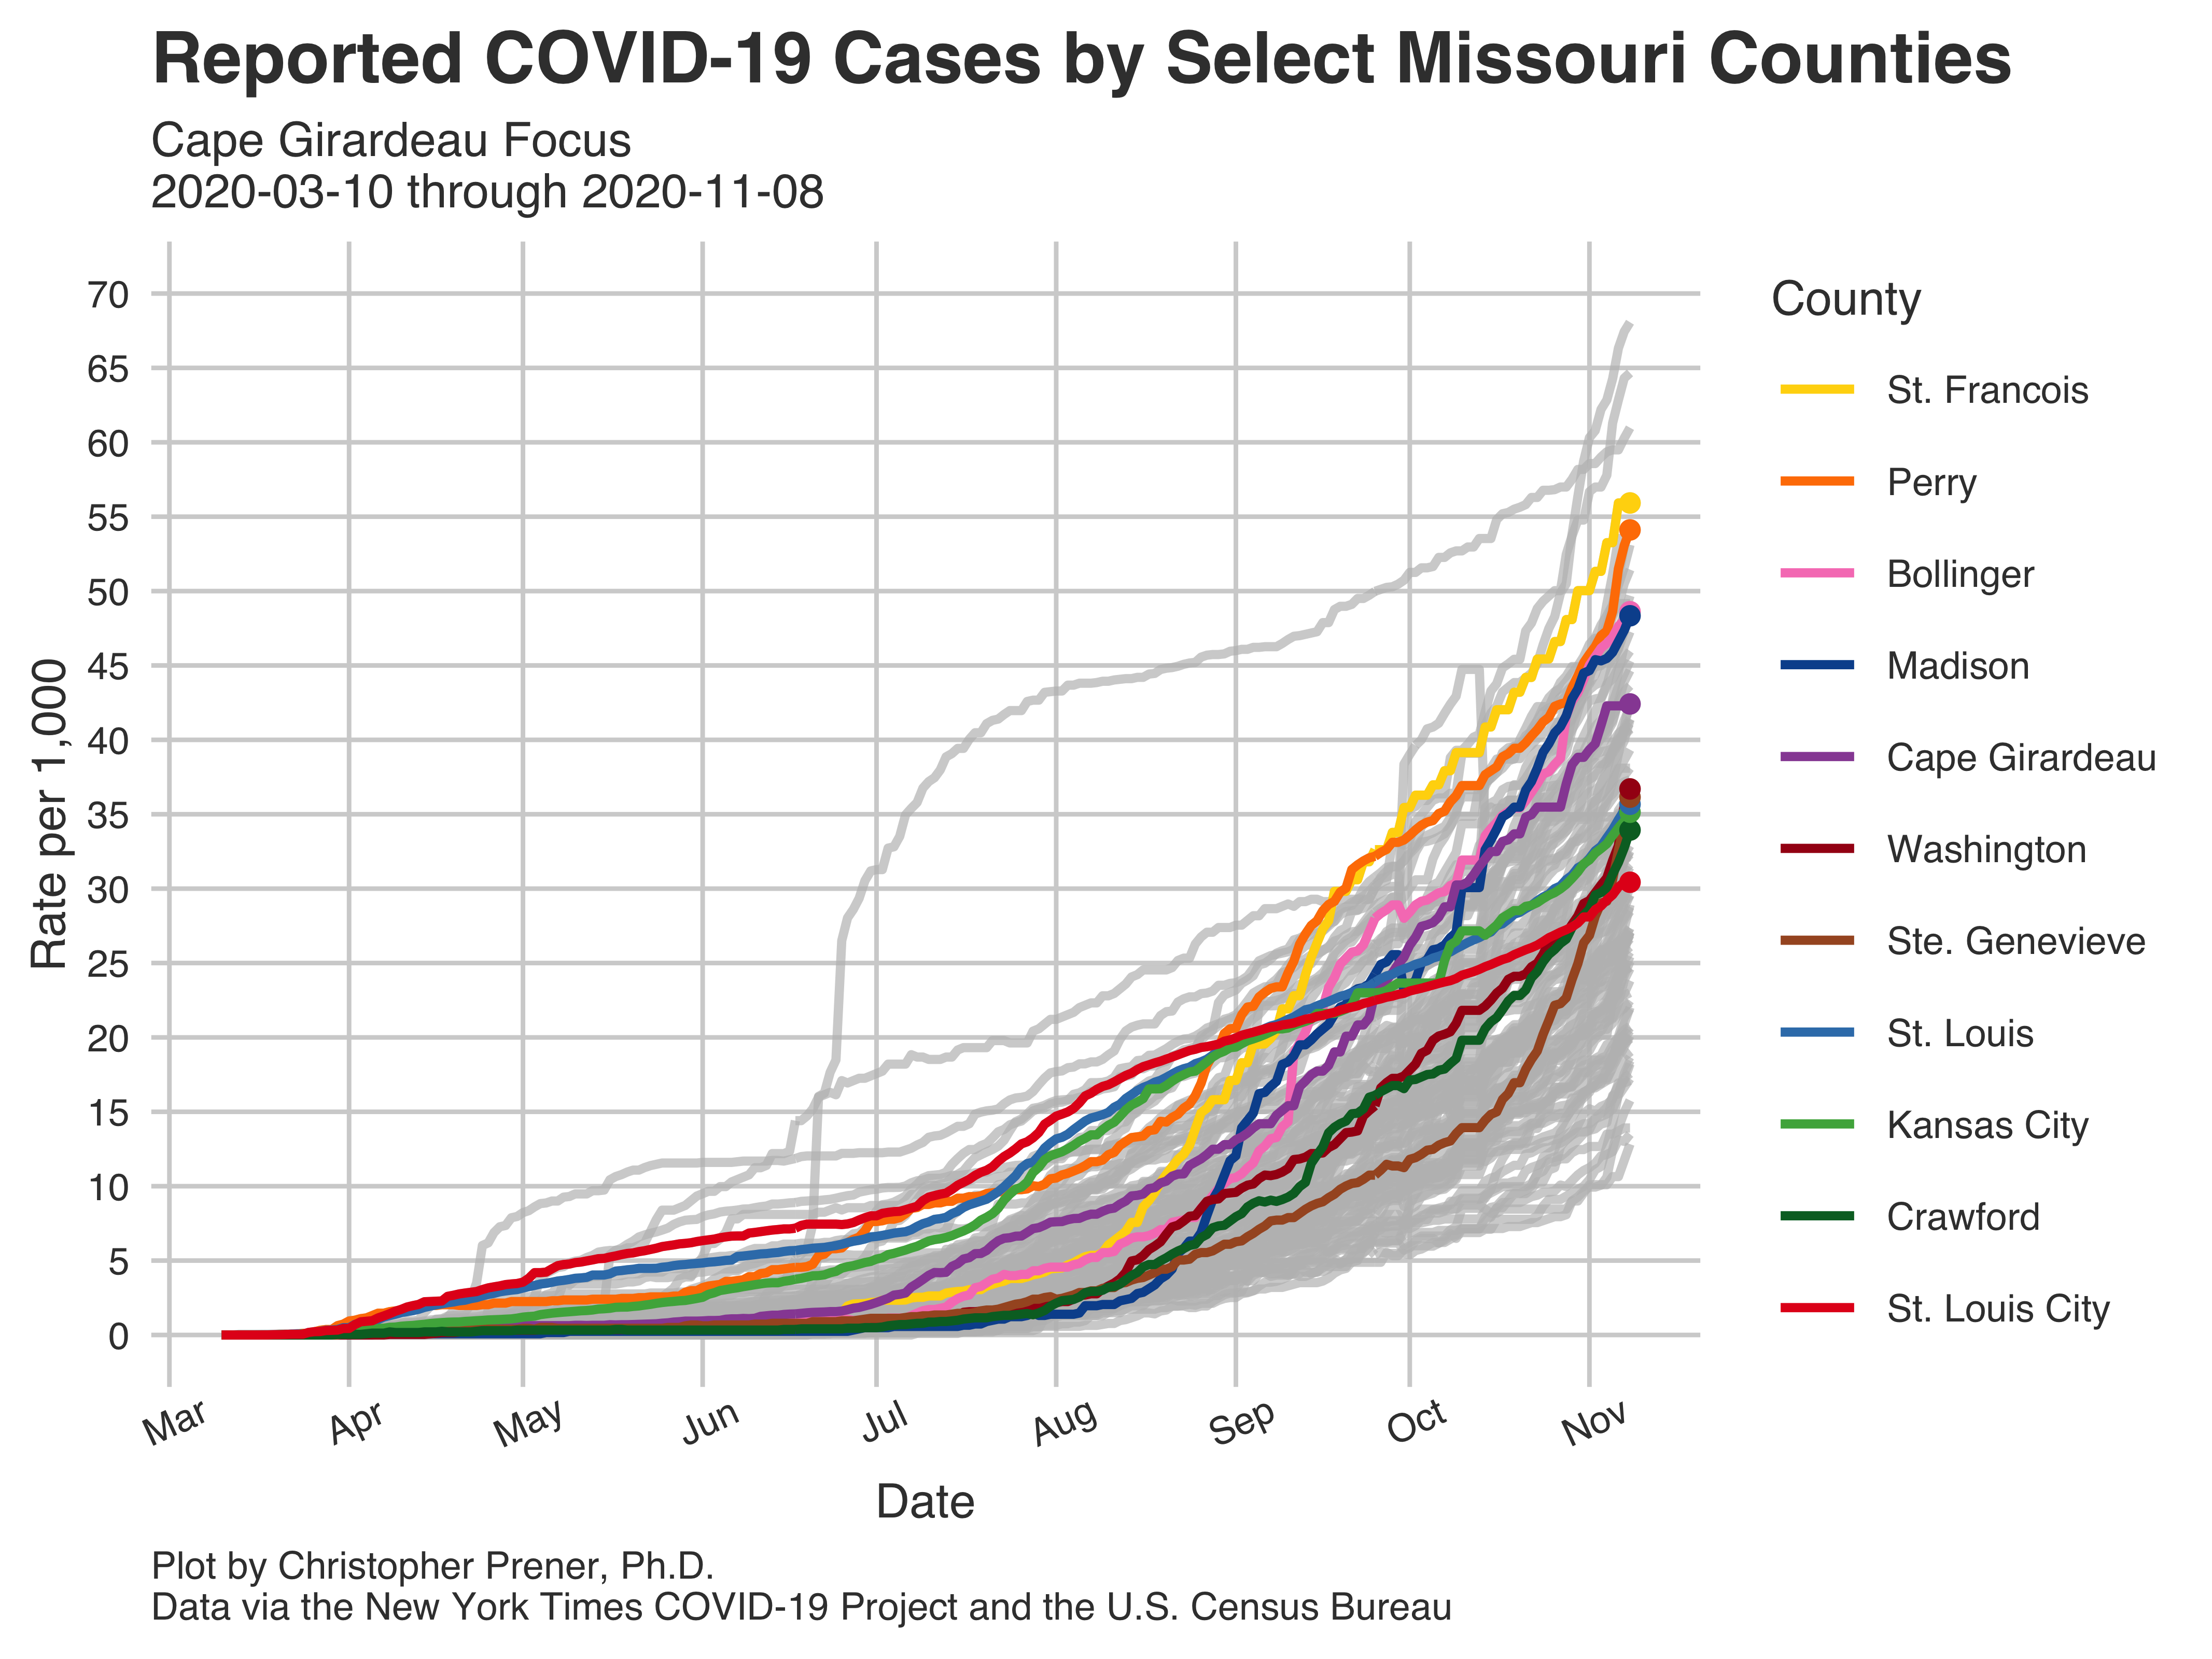 Reported COVID-19 Cases by Select Missouri Counties
Cape Girardeau Focus
2020-03-10 through 2020-11-08
70
65
60
55
50
45
40
35
30
25
20
15
10
5
0
Rate per 1,000
Mar
Apr
May
Jun
Jul
Aug
Sep
Oct
Nov
Date
County
St. Francois
Perry
Bollinger
Madison
Cape Girardeau
Washington
Ste. Genevieve
St. Louis
Kansas City
Crawford
St. Louis City
Plot by Christopher Prener, Ph.D.
Data via the New York Times COVID-19 Project and the U.S. Census Bureau